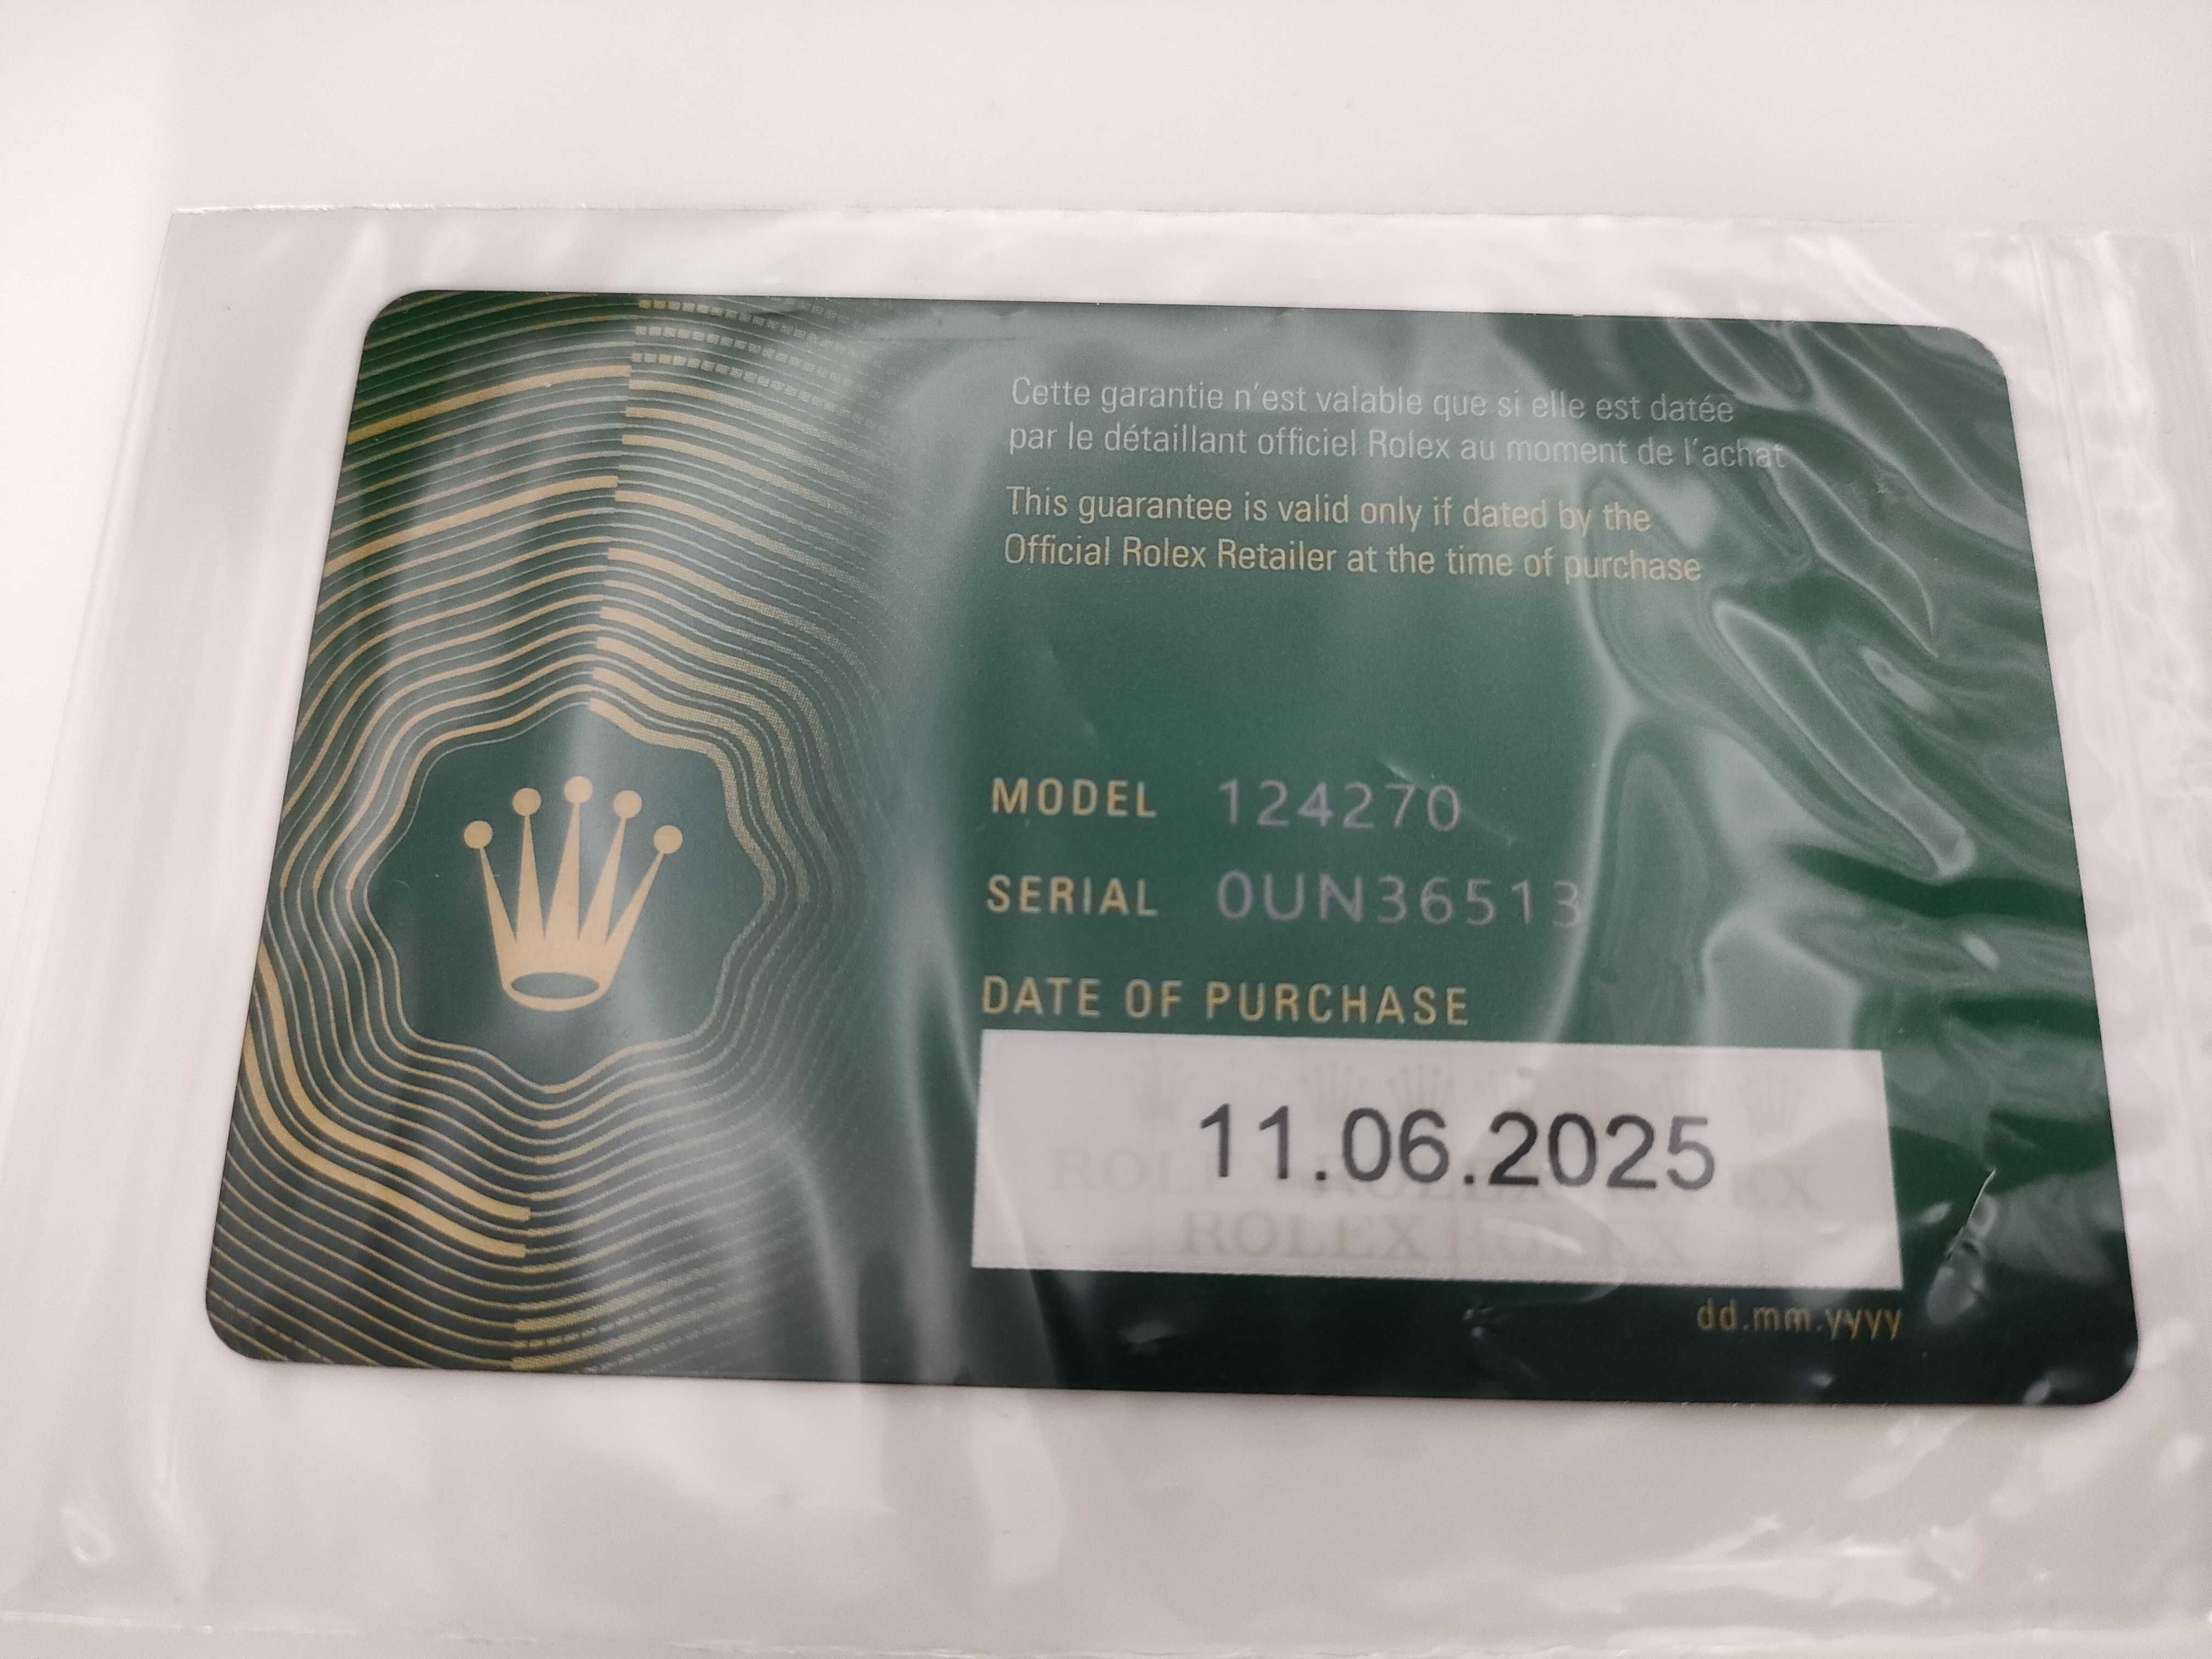 Cette garantie n'est valable que si elle est datée
par le détaillant officiel Rolex au moment de l'achat
This guarantee is valid only if dated by the
Official Rolex Retailer at the time of purchase
MODEL 124270
SERIAL 0UN36513
DATE OF PURCHASE
11.06.2025
ROLEX ROLEX
dd.mm.yyyy